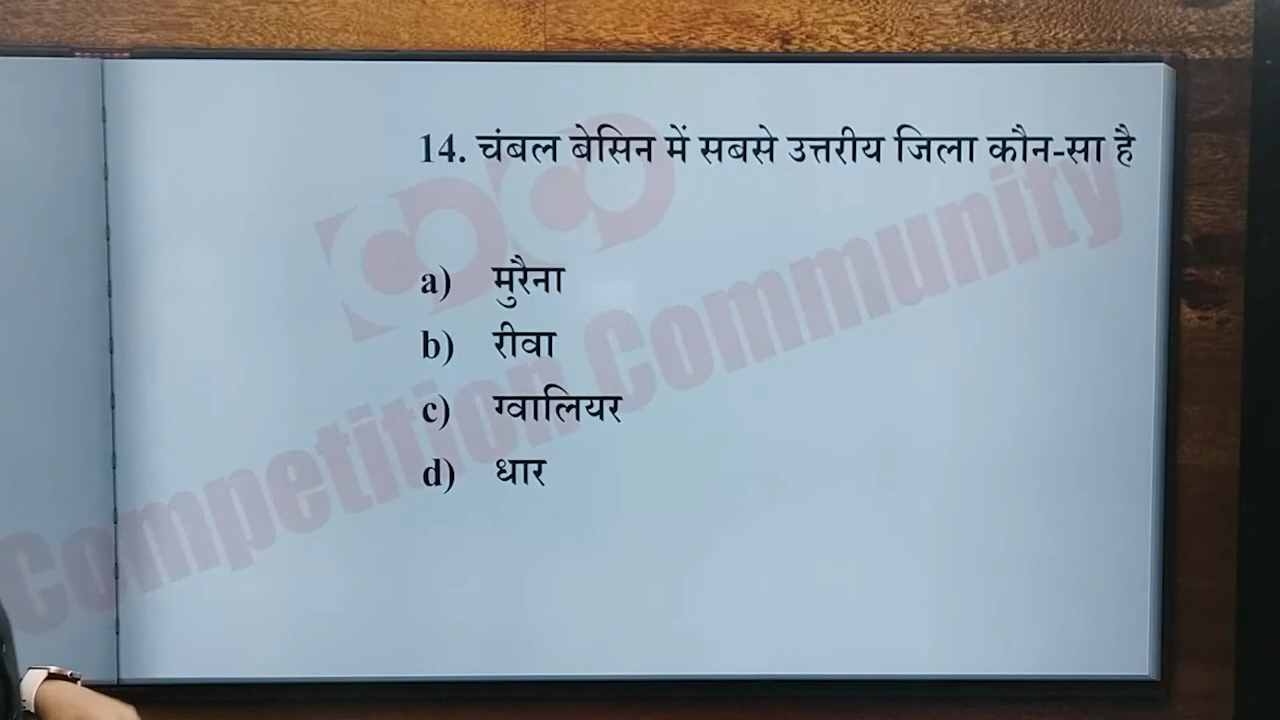 14. चंबल बेसिन में सबसे उत्तरीय जिला कौन-सा है
a) मुरैना
b) रीवा
c) ग्वालियर
d) धार
Competition Community